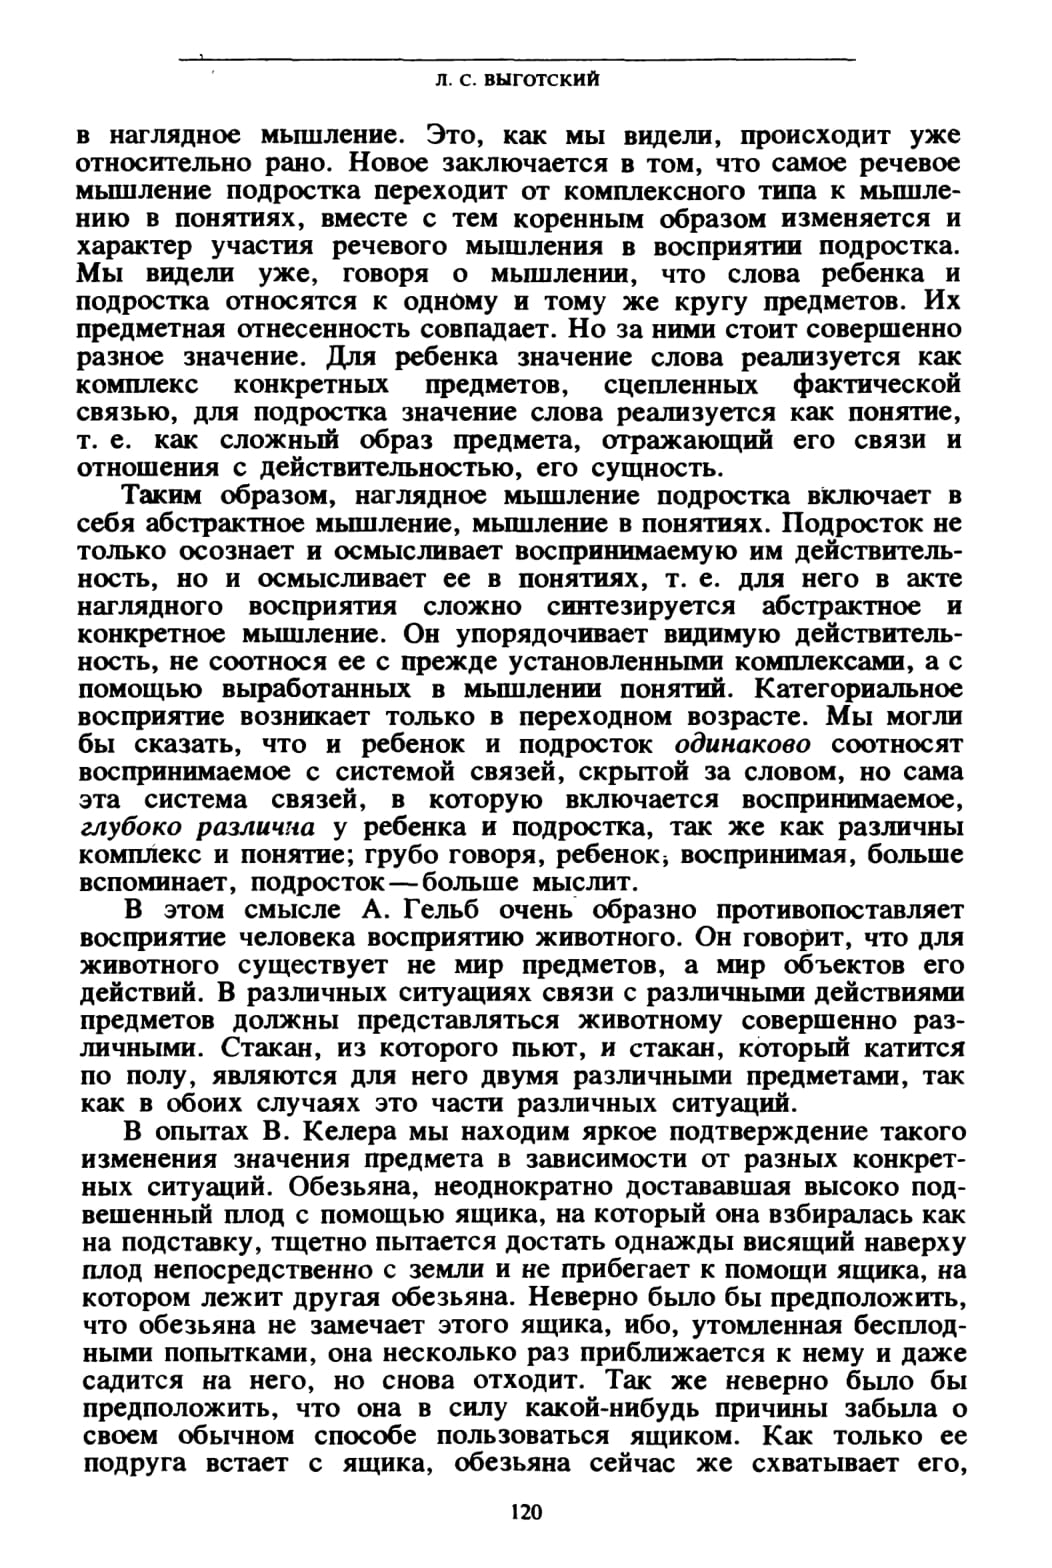 Л. С. ВЫГОТСКИЙ
в наглядное мышление. Это, как мы видели, происходит уже
относительно рано. Новое заключается в том, что самое речевое
мышление подростка переходит от комплексного типа к мышле-
нию в понятиях, вместе с тем коренным образом изменяется и
характер участия речевого мышления в восприятии подростка.
Мы видели уже, говоря о мышлении, что слова ребенка и
подростка относятся к одному и тому же кругу предметов. Их
предметная отнесенность совпадает. Но за ними стоит совершенно
разное значение. Для ребенка значение слова реализуется как
комплекс конкретных предметов, сцепленных фактической
связью, для подростка значение слова реализуется как понятие,
т. е. как сложный образ предмета, отражающий его связи и
отношения с действительностью, его сущность.
Таким образом, наглядное мышление подростка включает в
себя абстрактное мышление, мышление в понятиях. Подросток не
только осознает и осмысливает воспринимаемую им действитель-
ность, но и осмысливает ее в понятиях, т. е. для него в акте
наглядного восприятия сложно синтезируется абстрактное и
конкретное мышление. Он упорядочивает видимую действитель-
ность, не соотнося ее с прежде установленными комплексами, а с
помощью выработанных в мышлении понятий. Категориальное
восприятие возникает только в переходном возрасте. Мы могли
бы сказать, что и ребенок и подросток одинаково соотносят
воспринимаемое с системой связей, скрытой за словом, но сама
эта система связей, в которую включается воспринимаемое,
глубоко различна у ребенка и подростка, так же как различны
комплекс и понятие; грубо говоря, ребенок, воспринимая, больше
вспоминает, подросток — больше мыслит.
В этом смысле А. Гельб очень образно противопоставляет
восприятие человека восприятию животного. Он говорит, что для
животного существует не мир предметов, а мир объектов его
действий. В различных ситуациях связи с различными действиями
предметов должны представляться животному совершенно раз-
личными. Стакан, из которого пьют, и стакан, который катится
по полу, являются для него двумя различными предметами, так
как в обоих случаях это части различных ситуаций.
В опытах В. Келера мы находим яркое подтверждение такого
изменения значения предмета в зависимости от разных конкрет-
ных ситуаций. Обезьяна, неоднократно достававшая высоко под-
вешенный плод с помощью ящика, на который она взбиралась как
на подставку, тщетно пытается достать однажды висящий наверху
плод непосредственно с земли и не прибегает к помощи ящика, на
котором лежит другая обезьяна. Неверно было бы предположить,
что обезьяна не замечает этого ящика, ибо, утомленная бесплод-
ными попытками, она несколько раз приближается к нему и даже
садится на него, но снова отходит. Так же неверно было бы
предположить, что она в силу какой-нибудь причины забыла о
своем обычном способе пользоваться ящиком. Как только ее
подруга встает с ящика, обезьяна сейчас же схватывает его,
120